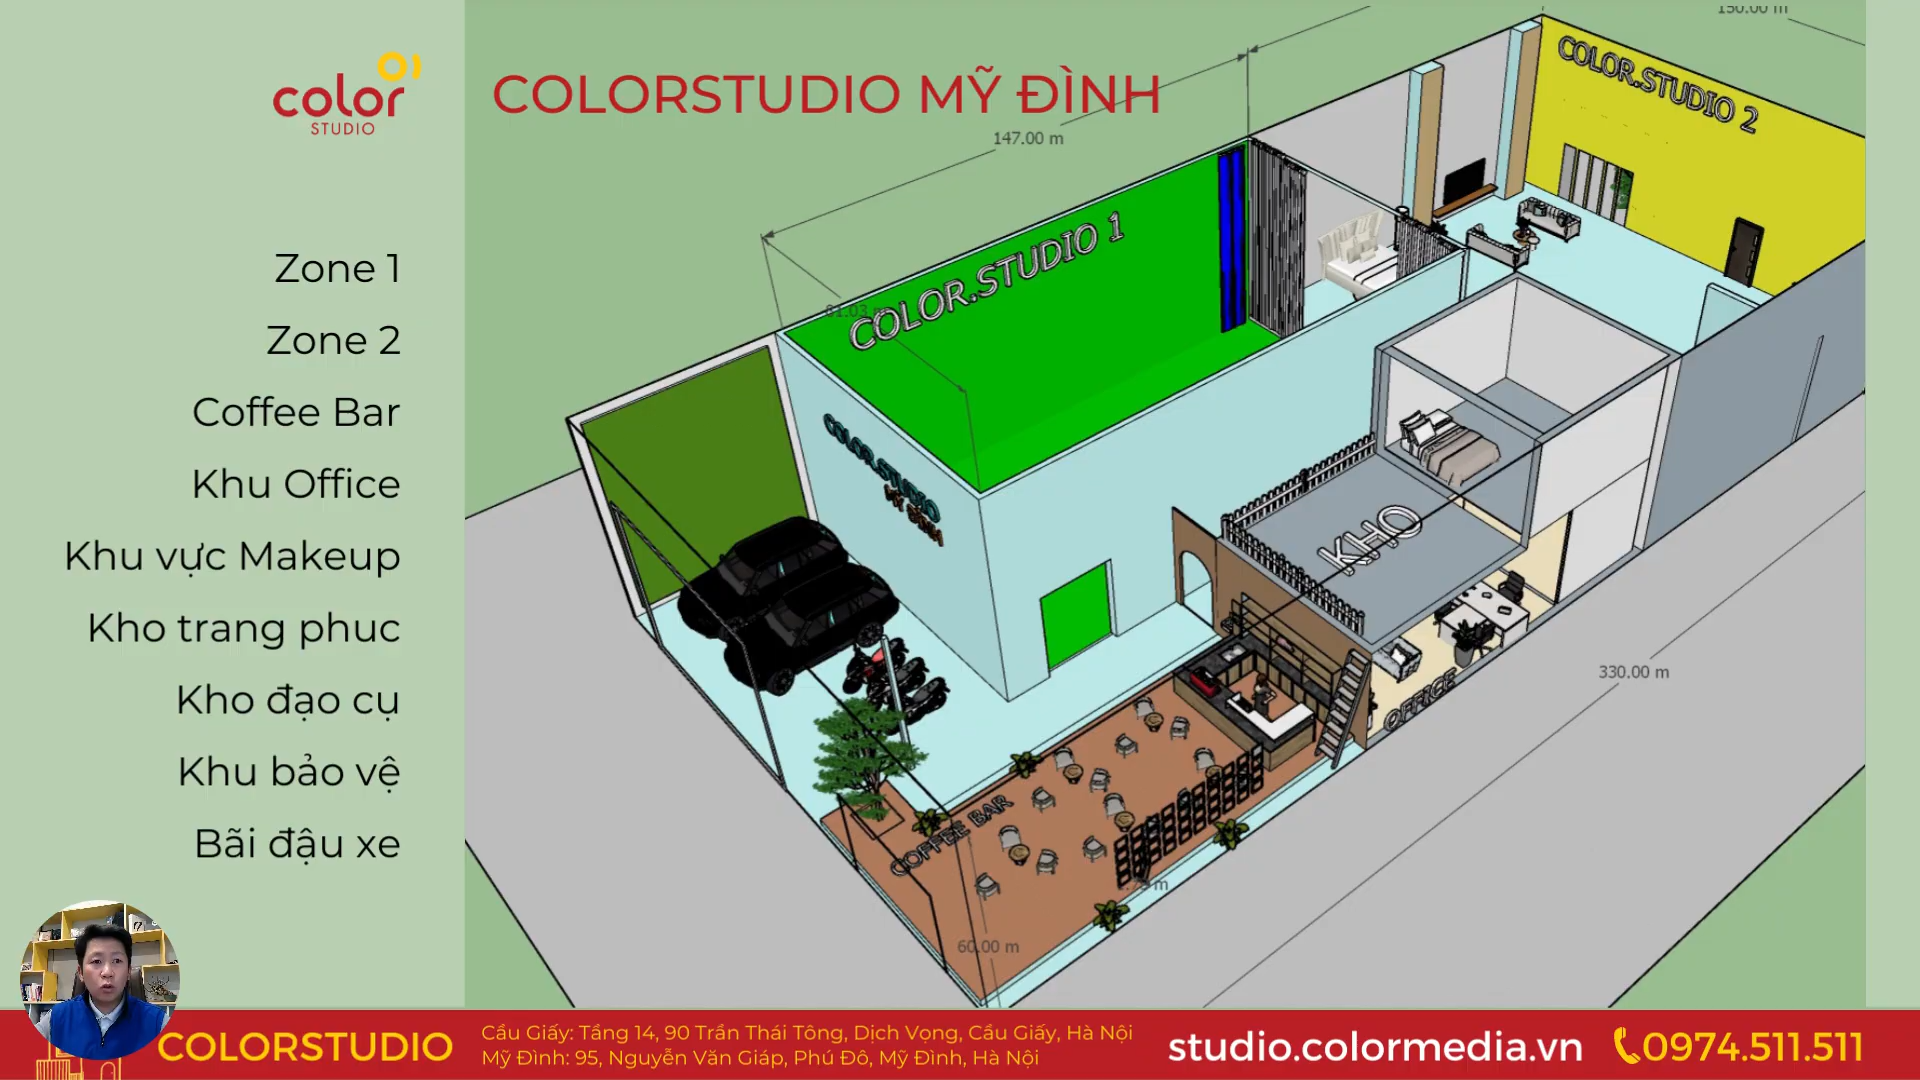 color
STUDIO
COLORSTUDIO MỸ ĐÌNH
Zone 1
Zone 2
Coffee Bar
Khu Office
Khu vực Makeup
Kho trang phuc
Kho đạo cụ
Khu bảo vệ
Bãi đậu xe
150.00 m
147.00 m
COLOR.STUDIO 2
COLOR.STUDIO 1
COLOR.STUDIO
MỸ ĐÌNH
KHO
330.00 m
OFFICE
COFFEE BAR
60.00 m
COLORSTUDIO
Cầu Giấy: Tầng 14, 90 Trần Thái Tông, Dịch Vọng, Cầu Giấy, Hà Nội
Mỹ Đình: 95, Nguyễn Văn Giáp, Phú Đô, Mỹ Đình, Hà Nội
studio.colormedia.vn
0974.511.511